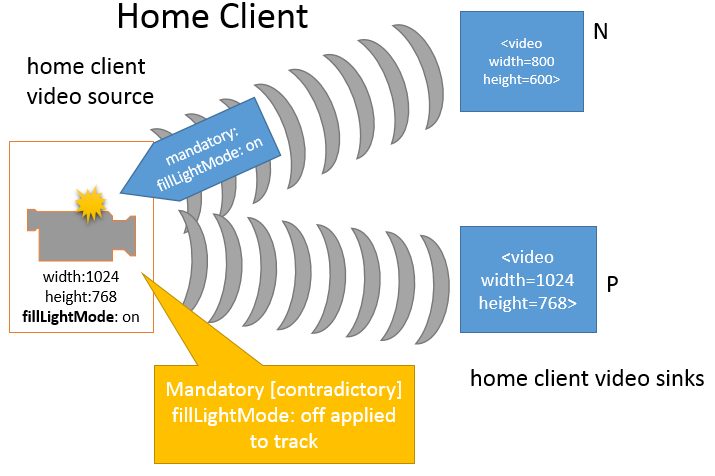 Home Client
home client
video source
<video
width=800
height=600>
N
mandatory:
fillLightMode: on
width:1024
height:768
fillLightMode: on
<video
width=1024
height=768>
P
Mandatory [contradictory]
fillLightMode: off applied
to track
home client video sinks